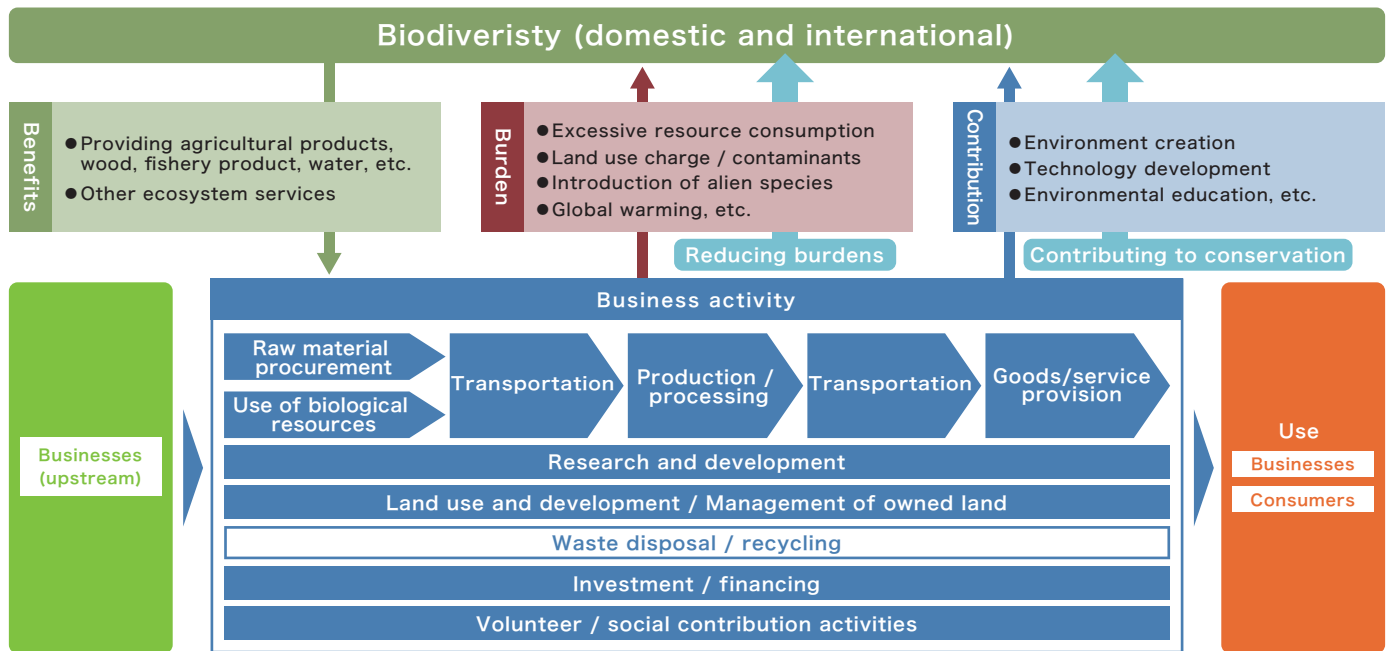 Biodiveristy (domestic and international)
Benefits
●Providing agricultural products,
wood, fishery product, water, etc.
●Other ecosystem services
Burden
●Excessive resource consumption
●Land use charge / contaminants
●Introduction of alien species
●Global warming, etc.
Contribution
●Environment creation
●Technology development
●Environmental education, etc.
Reducing burdens
Contributing to conservation
Businesses
(upstream)
Business activity
Raw material
procurement
Use of biological
resources
Transportation
Production /
processing
Transportation
Goods/service
provision
Research and development
Land use and development / Management of owned land
Waste disposal / recycling
Investment / financing
Volunteer / social contribution activities
Use
Businesses
Consumers